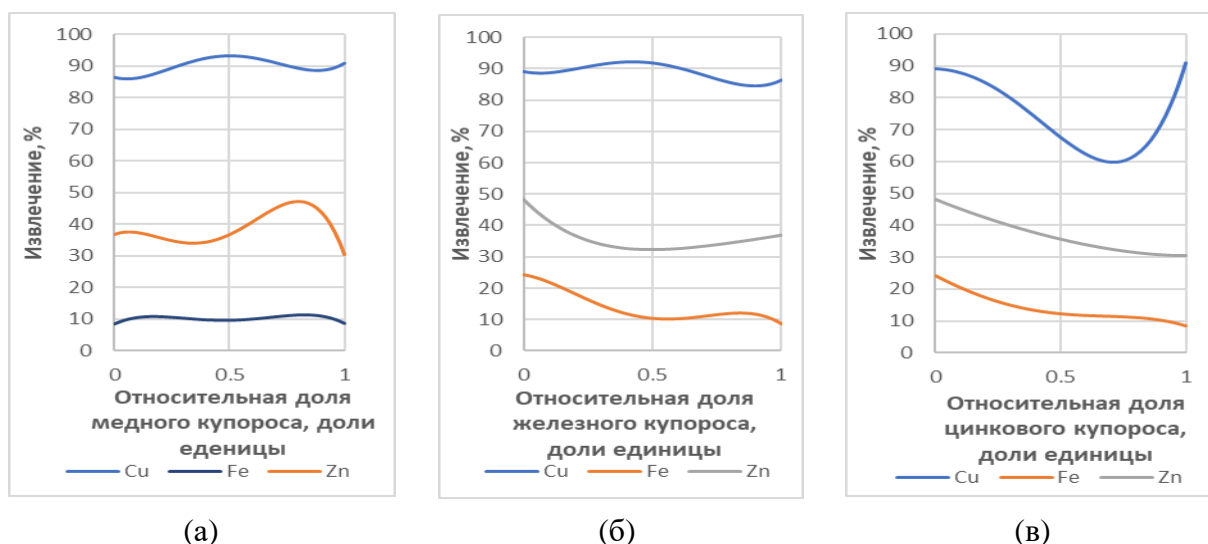 100
90
80
70
60
50
40
30
20
10
0
Извлечение, %
0 0.5 1
Относительная доля
медного купороса, доли
еденицы
Cu Fe Zn
(а)
100
90
80
70
60
50
40
30
20
10
0
Извлечение, %
0 0.5 1
Относительная доля
железного купороса,
доли единицы
Cu Fe Zn
(б)
100
90
80
70
60
50
40
30
20
10
0
Извлечение, %
0 0.5 1
Относительная доля
цинкового купороса,
доли единицы
Cu Fe Zn
(в)